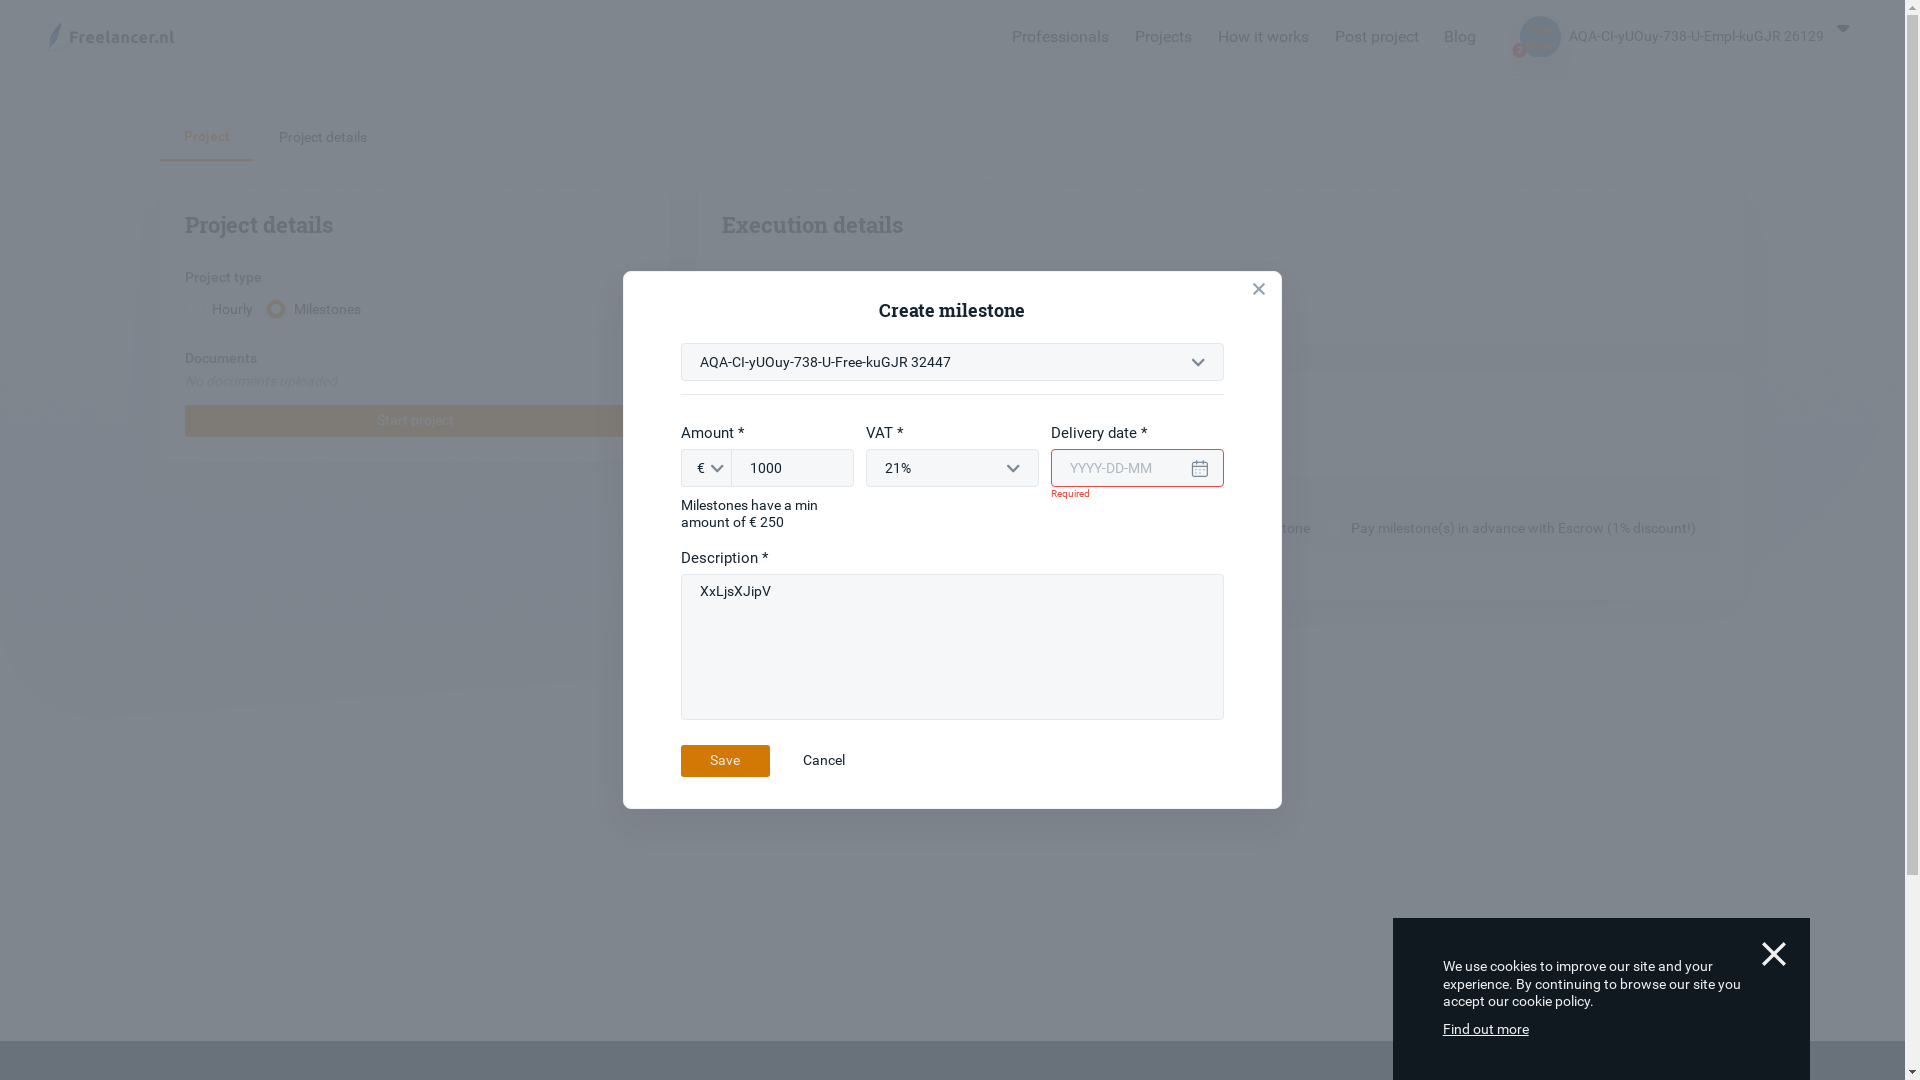 Freelancer.nl
Professionals
Projects
How it works
Post project
Blog
2
AQA-CI-yUOuy-738-U-Empl-kuGJR 26129
Project
Project details
Project details
Execution details
Project type
Hourly
Milestones
Documents
No documents uploaded
Start project
tone
Pay milestone(s) in advance with Escrow (1% discount!)
Create milestone
AQA-CI-yUOuy-738-U-Free-kuGJR 32447
Amount *
VAT *
Delivery date *
€
1000
21%
YYYY-DD-MM
Required
Milestones have a min
amount of € 250
Description *
XxLjsXJipV
Save
Cancel
We use cookies to improve our site and your
experience. By continuing to browse our site you
accept our cookie policy.
Find out more